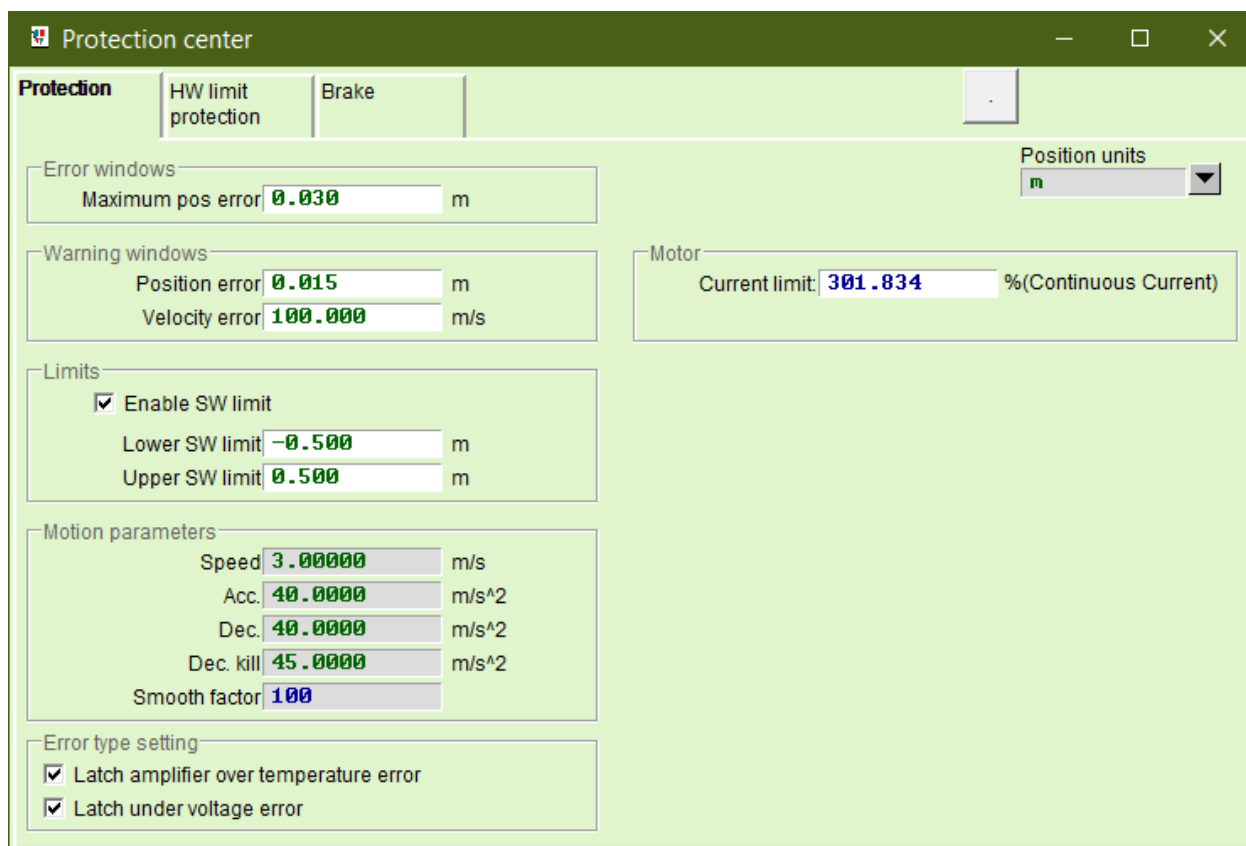 Protection center
Protection
HW limit
protection
Brake
.
Position units
m
Error windows
Maximum pos error 0.030 m
Warning windows
Position error 0.015 m
Velocity error 100.000 m/s
Motor
Current limit: 301.834 %(Continuous Current)
Limits
Enable SW limit
Lower SW limit -0.500 m
Upper SW limit 0.500 m
Motion parameters
Speed 3.00000 m/s
Acc. 40.0000 m/s^2
Dec. 40.0000 m/s^2
Dec. kill 45.0000 m/s^2
Smooth factor 100
Error type setting
Latch amplifier over temperature error
Latch under voltage error